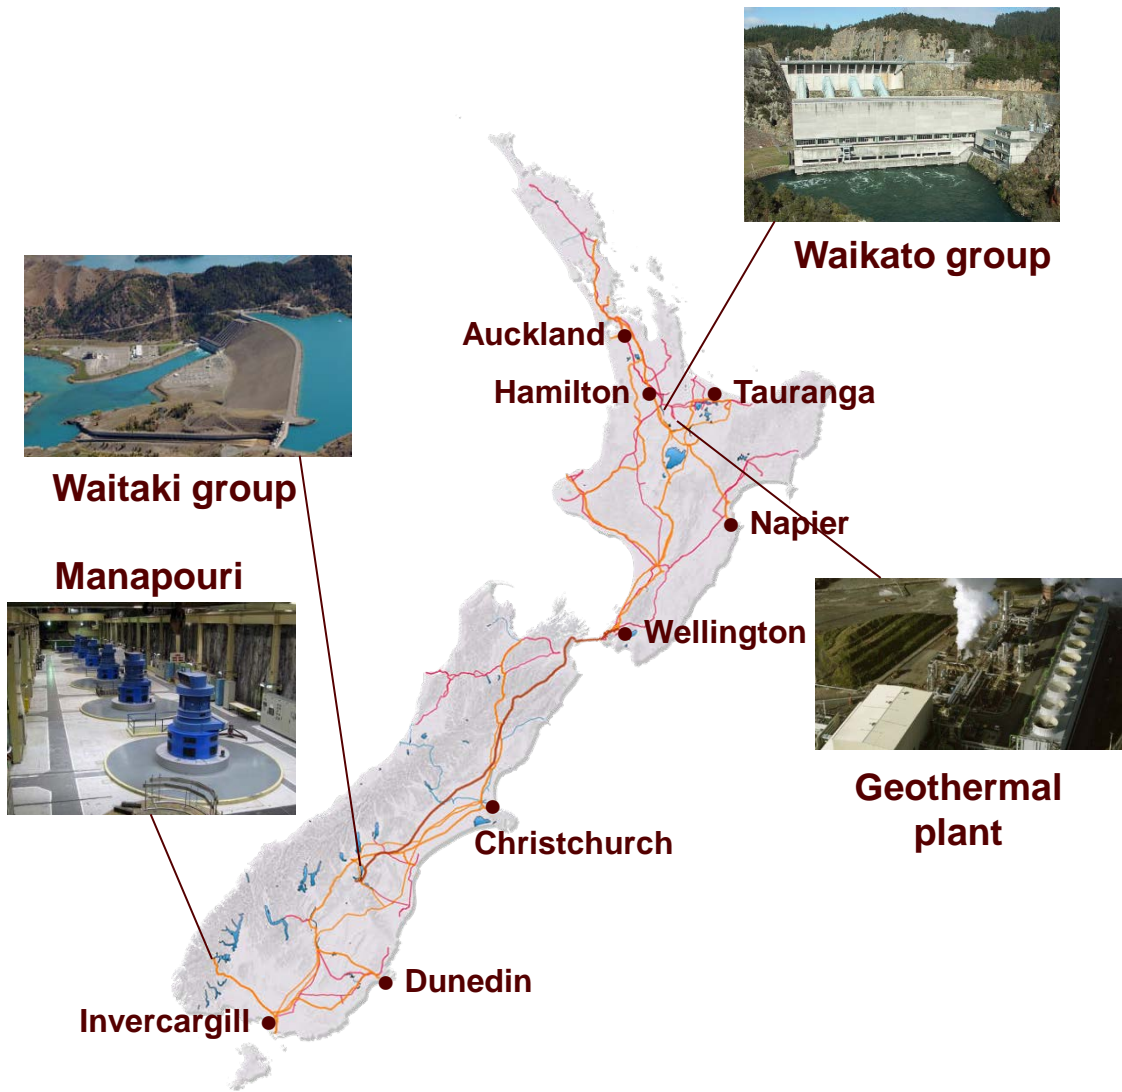 Waikato group
Auckland
Hamilton
Tauranga
Waitaki group
Napier
Manapouri
Wellington
Geothermal
plant
Christchurch
Dunedin
Invercargill